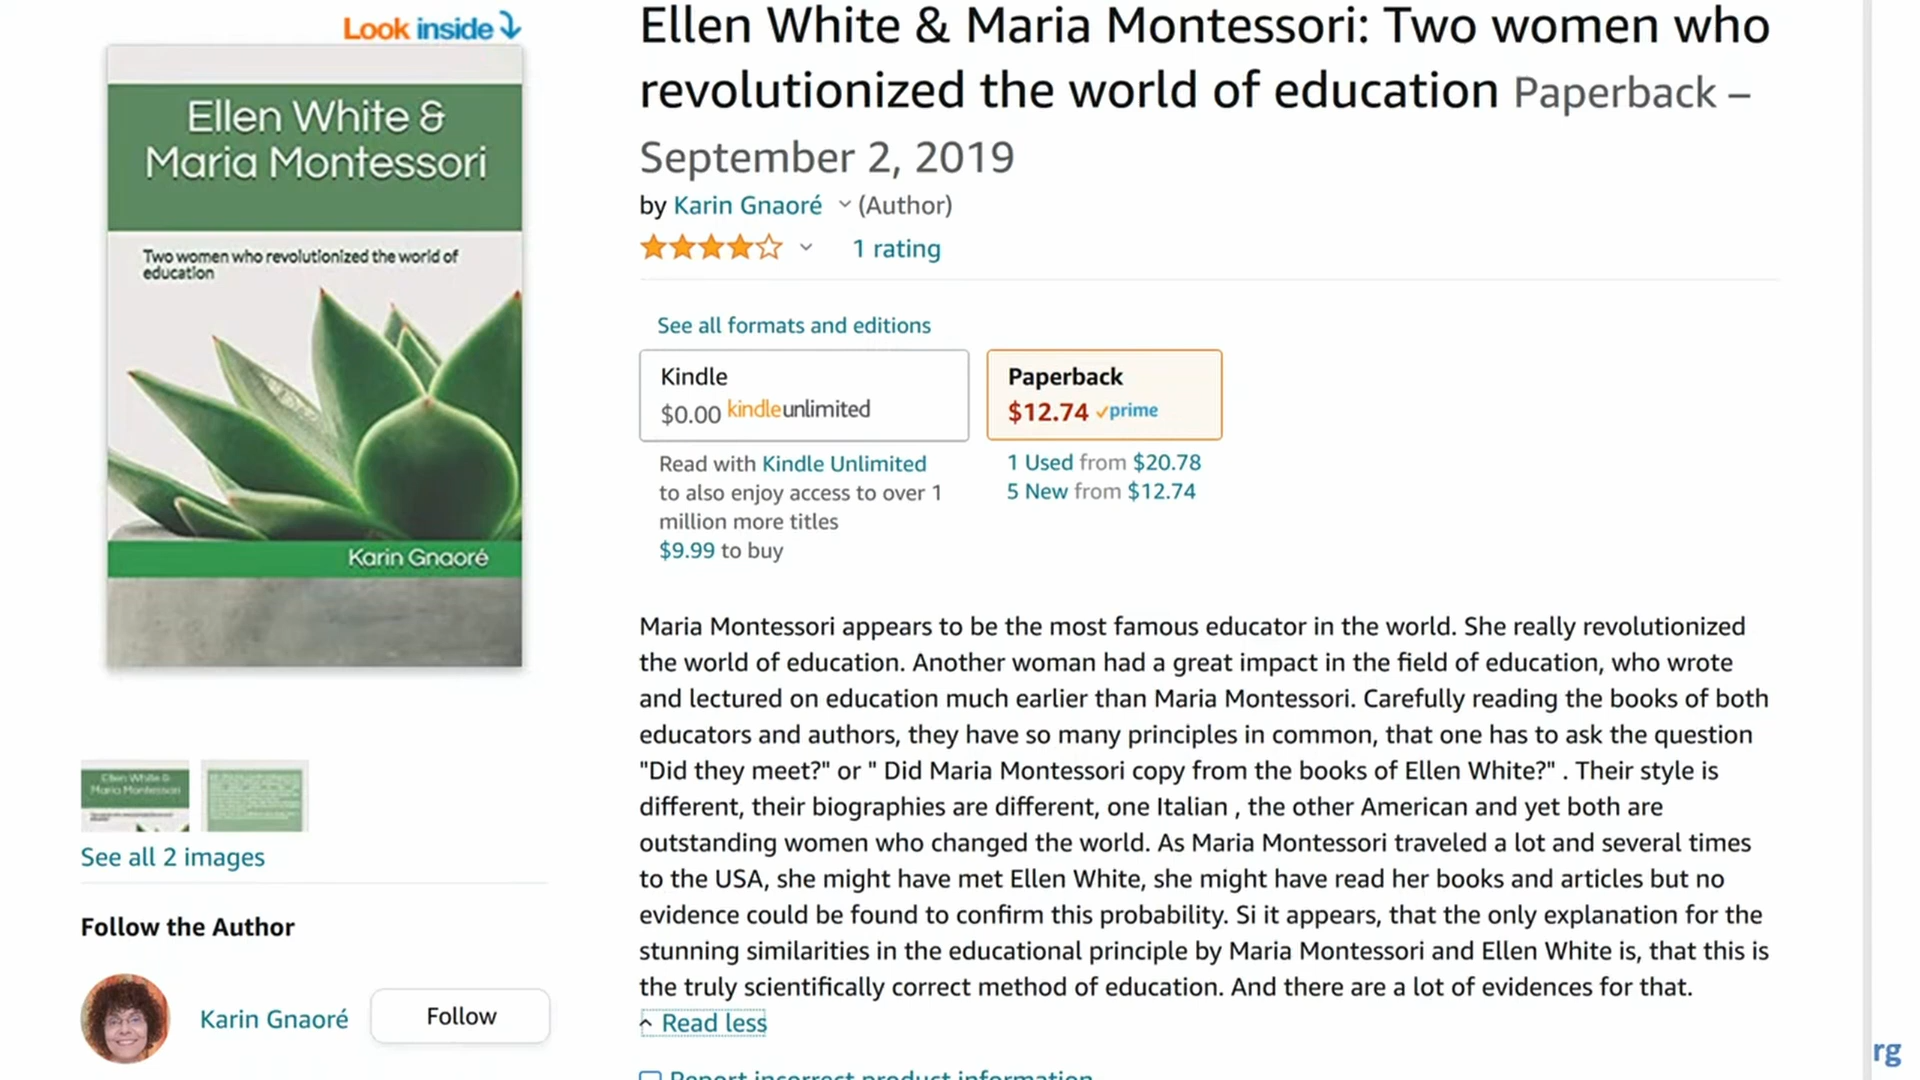 Look inside
Ellen White &
Maria Montessori
Two women who revolutionized the world of
education
Karin Gnaoré
See all 2 images
Follow the Author
Karin Gnaoré
Follow
Ellen White & Maria Montessori: Two women who
revolutionized the world of education Paperback –
September 2, 2019
by Karin Gnaoré (Author)
1 rating
See all formats and editions
Kindle
$0.00 kindleunlimited
Read with Kindle Unlimited
to also enjoy access to over 1
million more titles
$9.99 to buy
Paperback
$12.74 prime
1 Used from $20.78
5 New from $12.74
Maria Montessori appears to be the most famous educator in the world. She really revolutionized
the world of education. Another woman had a great impact in the field of education, who wrote
and lectured on education much earlier than Maria Montessori. Carefully reading the books of both
educators and authors, they have so many principles in common, that one has to ask the question
"Did they meet?" or " Did Maria Montessori copy from the books of Ellen White?" . Their style is
different, their biographies are different, one Italian , the other American and yet both are
outstanding women who changed the world. As Maria Montessori traveled a lot and several times
to the USA, she might have met Ellen White, she might have read her books and articles but no
evidence could be found to confirm this probability. Si it appears, that the only explanation for the
stunning similarities in the educational principle by Maria Montessori and Ellen White is, that this is
the truly scientifically correct method of education. And there are a lot of evidences for that.
Read less
Report incorrect product information
rg